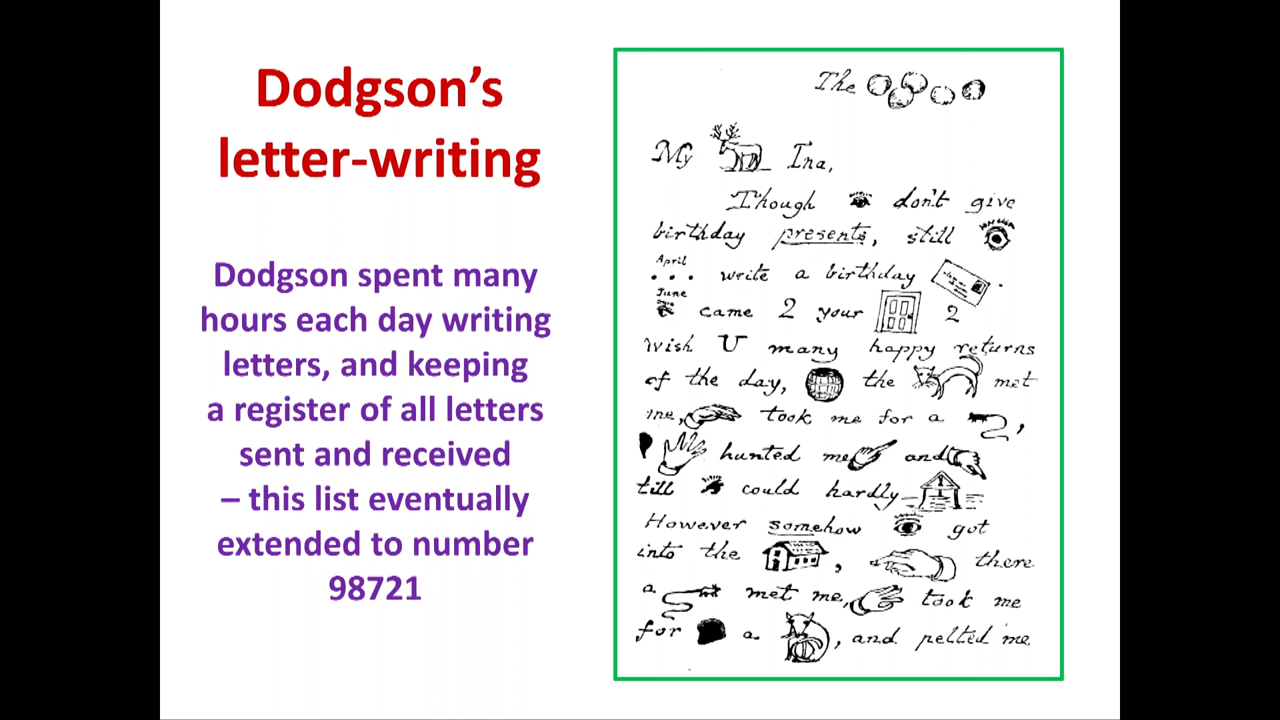 Dodgson's
letter-writing
Dodgson spent many
hours each day writing
letters, and keeping
a register of all letters
sent and received
– this list eventually
extended to number
98721
The
My Ina,
Though don't give
birthday presents, still
April
... write a birthday .
June
came 2 your 2
wish U many happy returns
of the day, the met
me, took me for a ,
hunted me and
till could hardly
However somehow got
into the , there
a met me, took me
for a , and pelted me